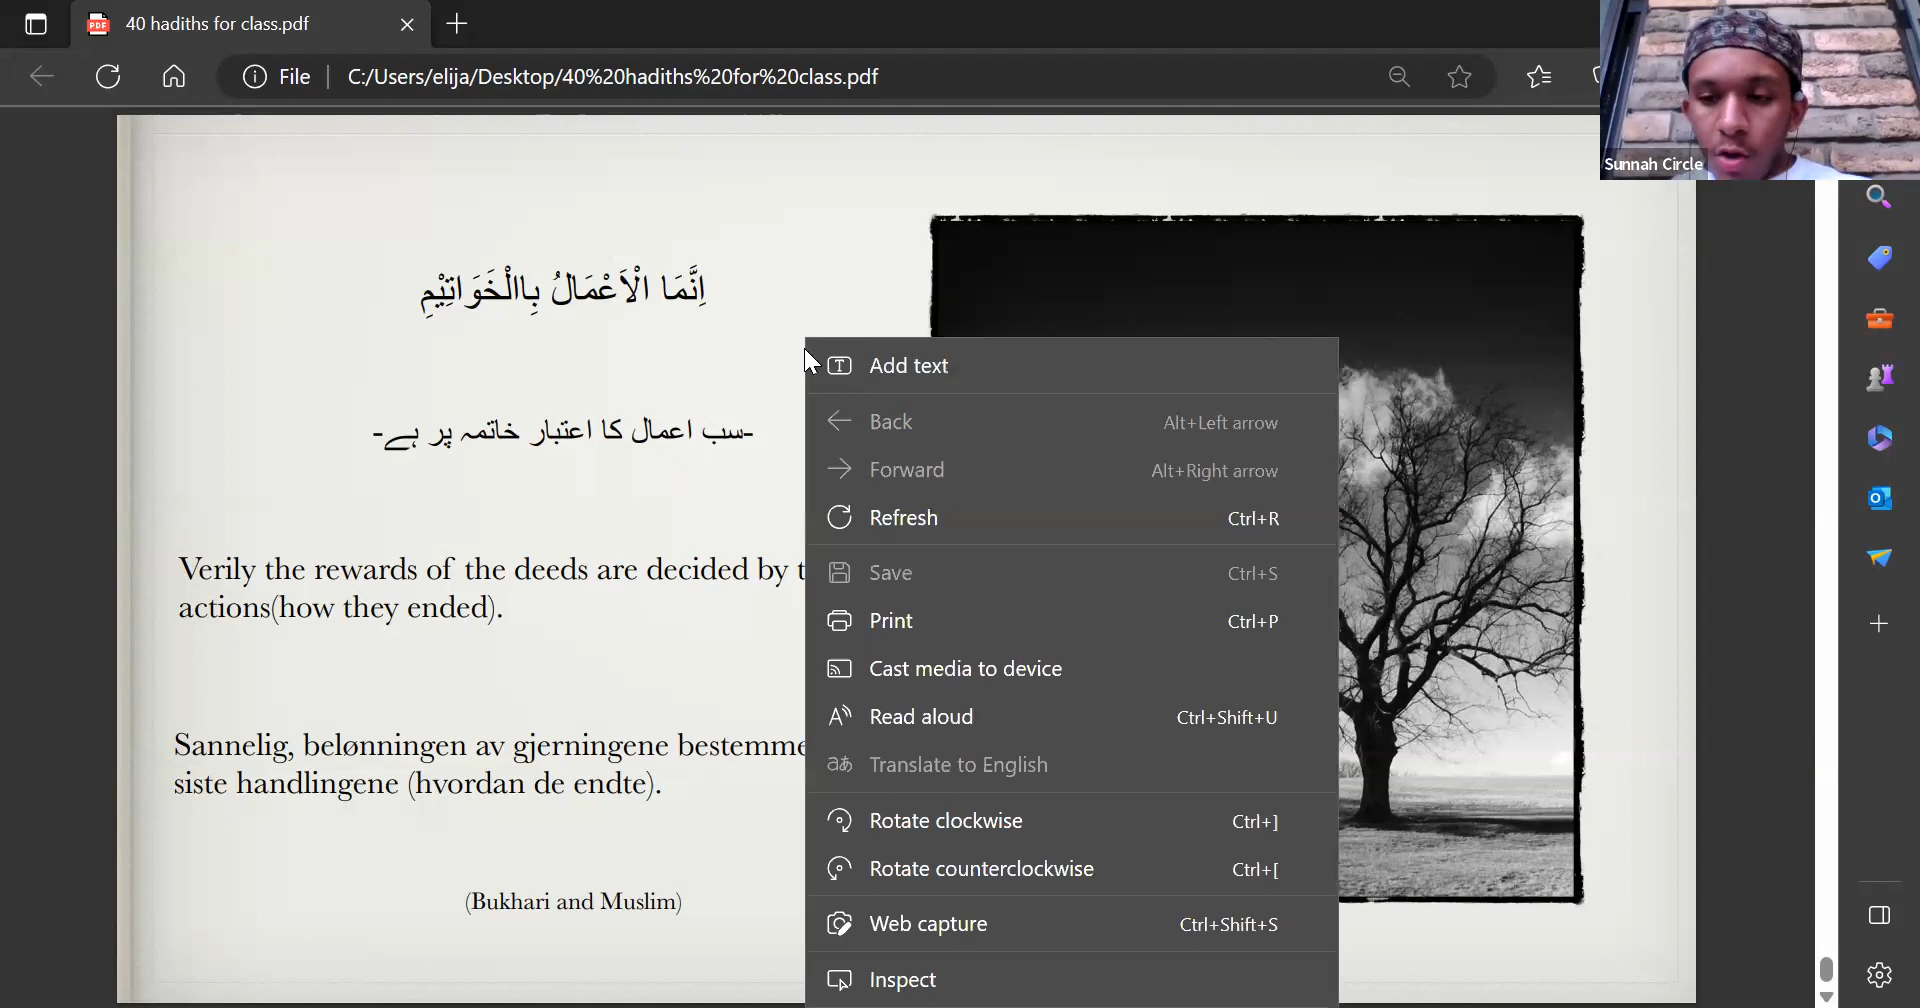 40 hadiths for class.pdf
File
C:/Users/elija/Desktop/40%20hadiths%20for%20class.pdf
Sunnah Circle
اِنَّمَا الْاَعْمَالُ بِاالْخَوَاتِيْمِ
-سب اعمال کا اعتبار خاتمہ پر ہے-
Verily the rewards of the deeds are decided by
actions(how they ended).
Sannelig, belønningen av gjerningene bestemme
siste handlingene (hvordan de endte).
(Bukhari and Muslim)
Add text
Back Alt+Left arrow
Forward Alt+Right arrow
Refresh Ctrl+R
Save Ctrl+S
Print Ctrl+P
Cast media to device
Read aloud Ctrl+Shift+U
Translate to English
Rotate clockwise Ctrl+]
Rotate counterclockwise Ctrl+[
Web capture Ctrl+Shift+S
Inspect